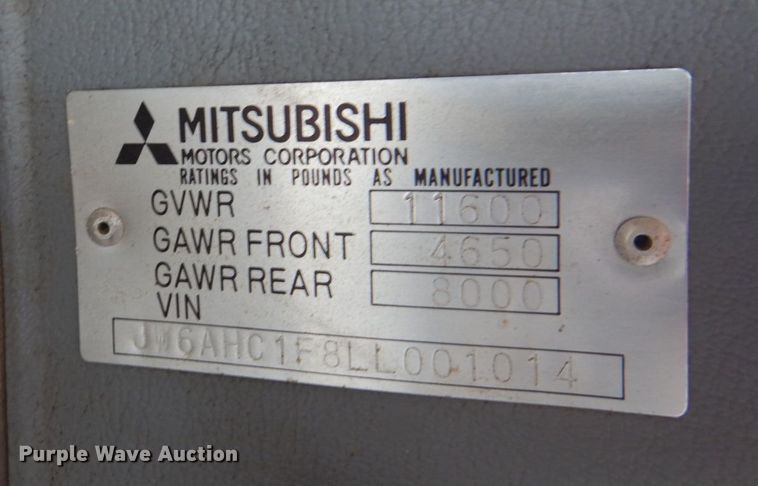 MITSUBISHI
MOTORS CORPORATION
RATINGS IN POUNDS AS MANUFACTURED
GVWR 11600
GAWR FRONT 4650
GAWR REAR 8000
VIN
JW6AHC1F8LL001014
Purple Wave Auction